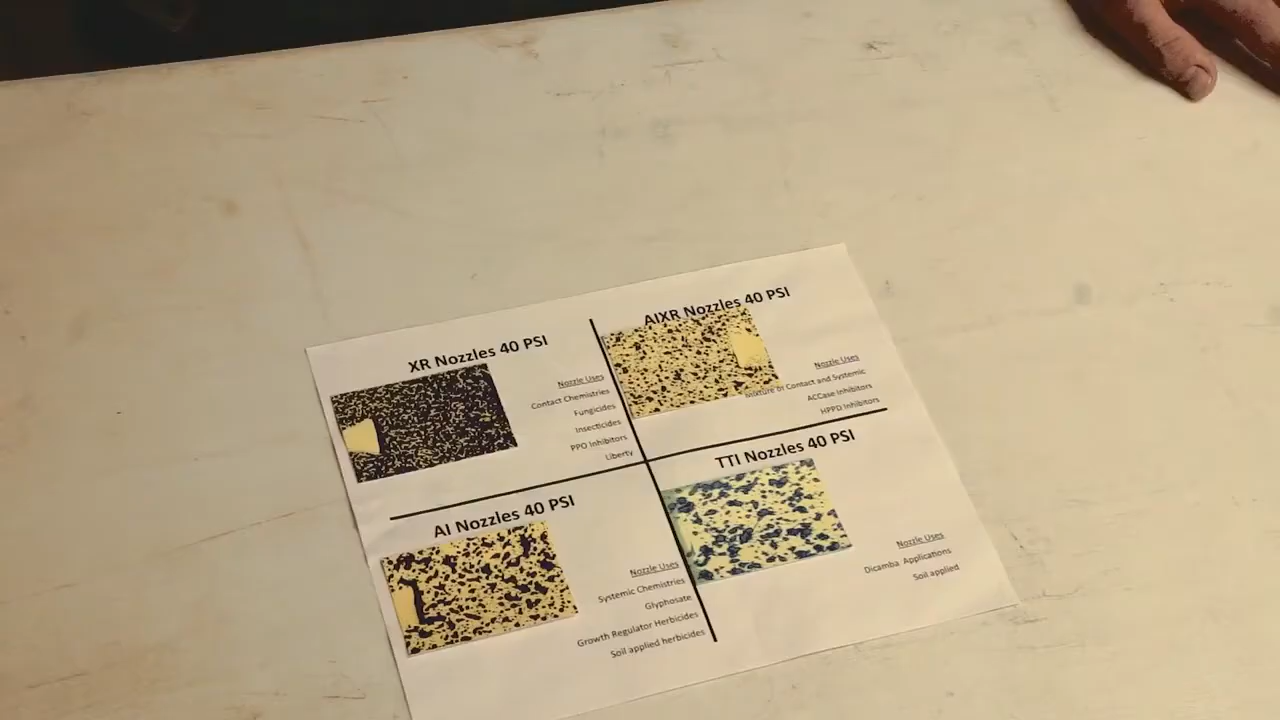 XR Nozzles 40 PSI
Nozzle Uses
Contact Chemistries
Fungicides
Insecticides
PPO Inhibitors
Liberty
AIXR Nozzles 40 PSI
Nozzle Uses
Mixture of Contact and Systemic
ACCase Inhibitors
HPPD Inhibitors
AI Nozzles 40 PSI
Nozzle Uses
Systemic Chemistries
Glyphosate
Growth Regulator Herbicides
Soil applied herbicides
TTI Nozzles 40 PSI
Nozzle Uses
Dicamba Applications
Soil applied